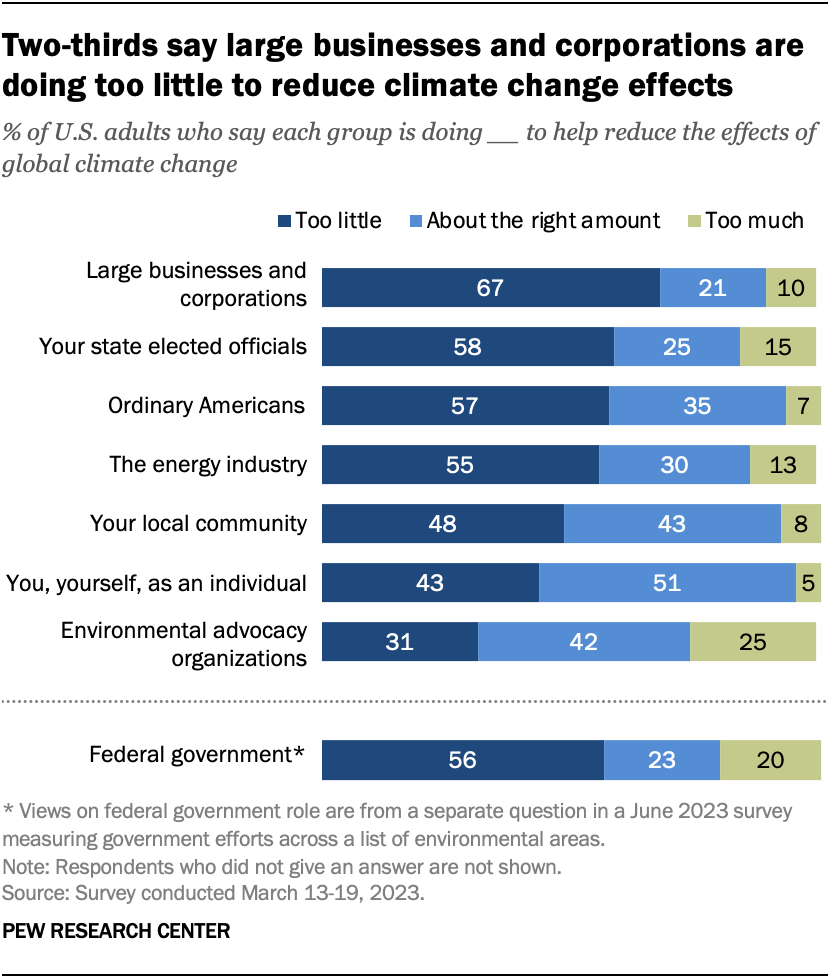 Two-thirds say large businesses and corporations are
doing too little to reduce climate change effects
% of U.S. adults who say each group is doing ___ to help reduce the effects of
global climate change
Too little About the right amount Too much
Large businesses and
corporations
67 21 10
Your state elected officials 58 25 15
Ordinary Americans 57 35 7
The energy industry 55 30 13
Your local community 48 43 8
You, yourself, as an individual 43 51 5
Environmental advocacy
organizations
31 42 25
Federal government* 56 23 20
* Views on federal government role are from a separate question in a June 2023 survey
measuring government efforts across a list of environmental areas.
Note: Respondents who did not give an answer are not shown.
Source: Survey conducted March 13-19, 2023.
PEW RESEARCH CENTER